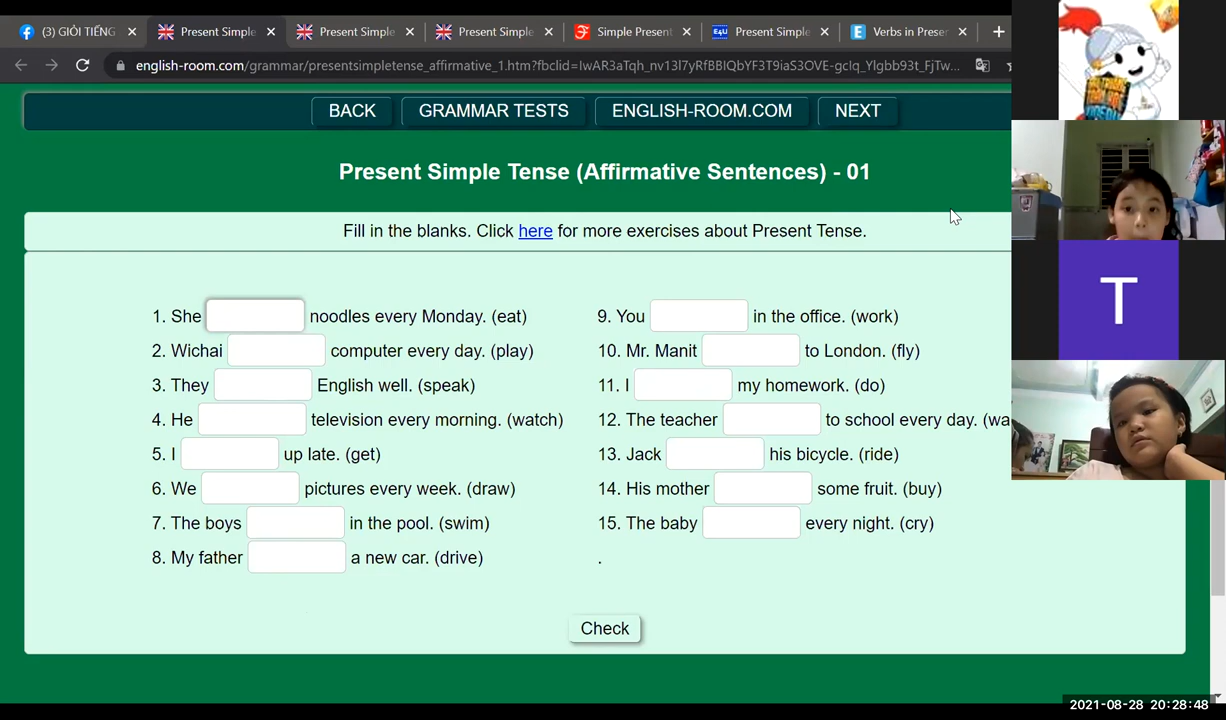 (3) GIỎI TIẾNG
Present Simple
Present Simple
Present Simple
Simple Present
Present Simple
Verbs in Preser
english-room.com/grammar/presentsimpletense_affirmative_1.htm?fbclid=IwAR3aTqh_nv13l7yRfBBIQbYF3T9iaS3OVE-gcIq_Ylgbb93t_FjTw...
BACK
GRAMMAR TESTS
ENGLISH-ROOM.COM
NEXT
Present Simple Tense (Affirmative Sentences) - 01
Fill in the blanks. Click here for more exercises about Present Tense.
1. She noodles every Monday. (eat)
2. Wichai computer every day. (play)
3. They English well. (speak)
4. He television every morning. (watch)
5. I up late. (get)
6. We pictures every week. (draw)
7. The boys in the pool. (swim)
8. My father a new car. (drive)
9. You in the office. (work)
10. Mr. Manit to London. (fly)
11. I my homework. (do)
12. The teacher to school every day. (wa
13. Jack his bicycle. (ride)
14. His mother some fruit. (buy)
15. The baby every night. (cry)
.
Check
T
2021-08-28 20:28:48